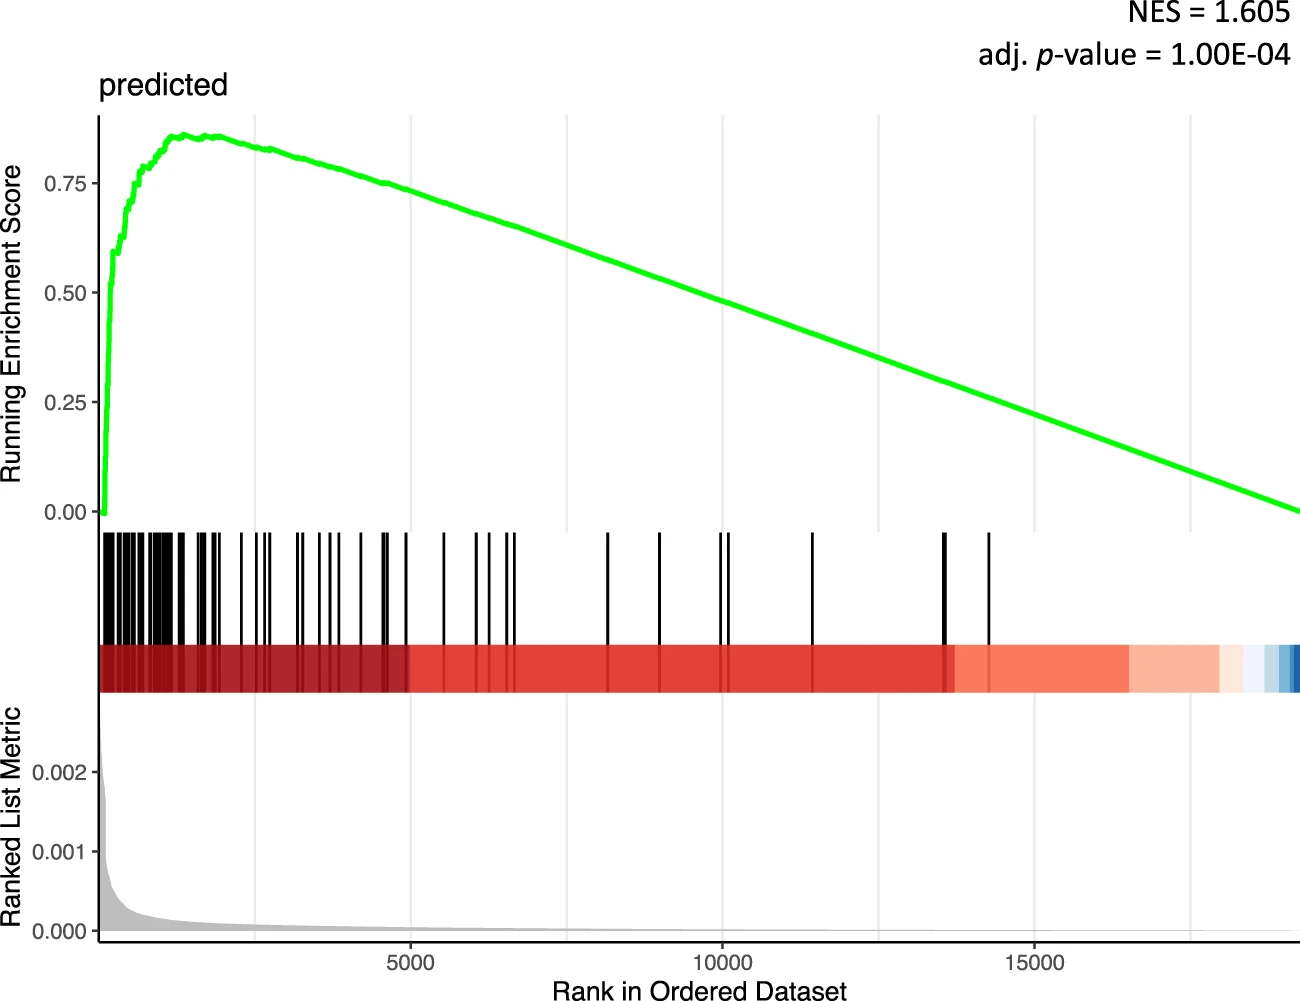 NES = 1.605
adj. p-value = 1.00E-04
predicted
Running Enrichment Score
0.75
0.50
0.25
0.00
Ranked List Metric
0.002
0.001
0.000
5000
10000
15000
Rank in Ordered Dataset